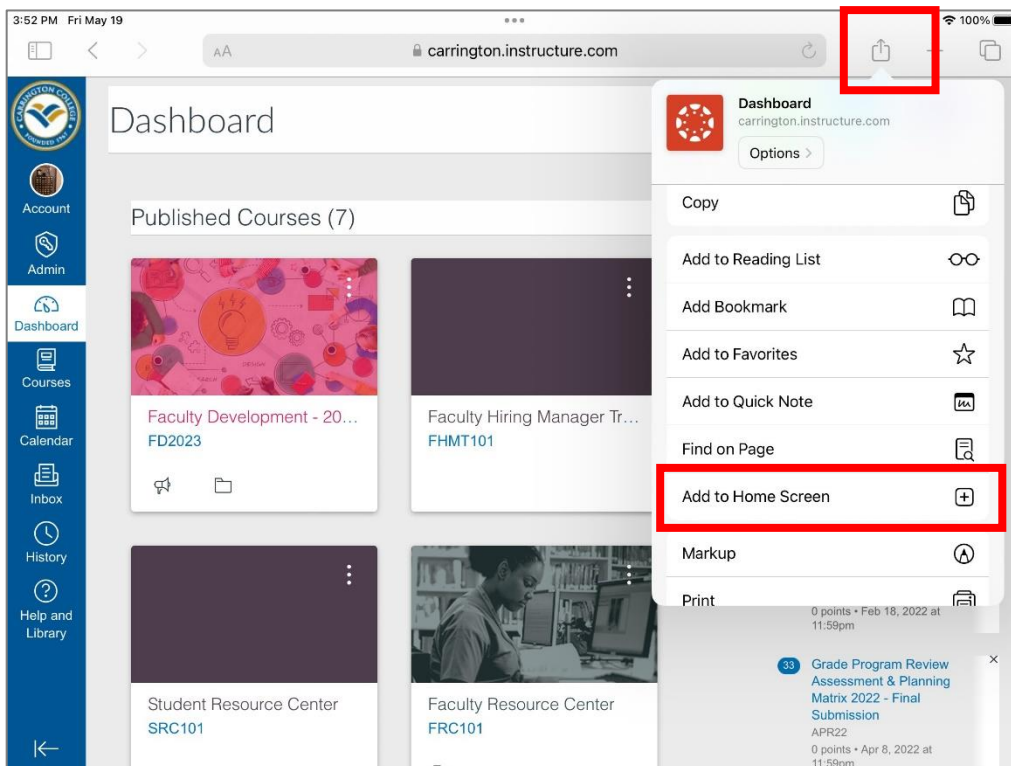 3:52 PM Fri May 19
100%
AA
carrington.instructure.com
CARRINGTON COLLEGE
FOUNDED 1967
Account
Admin
Dashboard
Courses
Calendar
Inbox
History
Help and
Library
Dashboard
Published Courses (7)
Faculty Development - 20...
FD2023
Faculty Hiring Manager Tr...
FHMT101
Student Resource Center
SRC101
Faculty Resource Center
FRC101
Dashboard
carrington.instructure.com
Options >
Copy
Add to Reading List
Add Bookmark
Add to Favorites
Add to Quick Note
Find on Page
Add to Home Screen
Markup
Print
0 points • Feb 18, 2022 at
11:59pm
33
Grade Program Review
Assessment & Planning
Matrix 2022 - Final
Submission
APR22
0 points • Apr 8, 2022 at
11:59pm